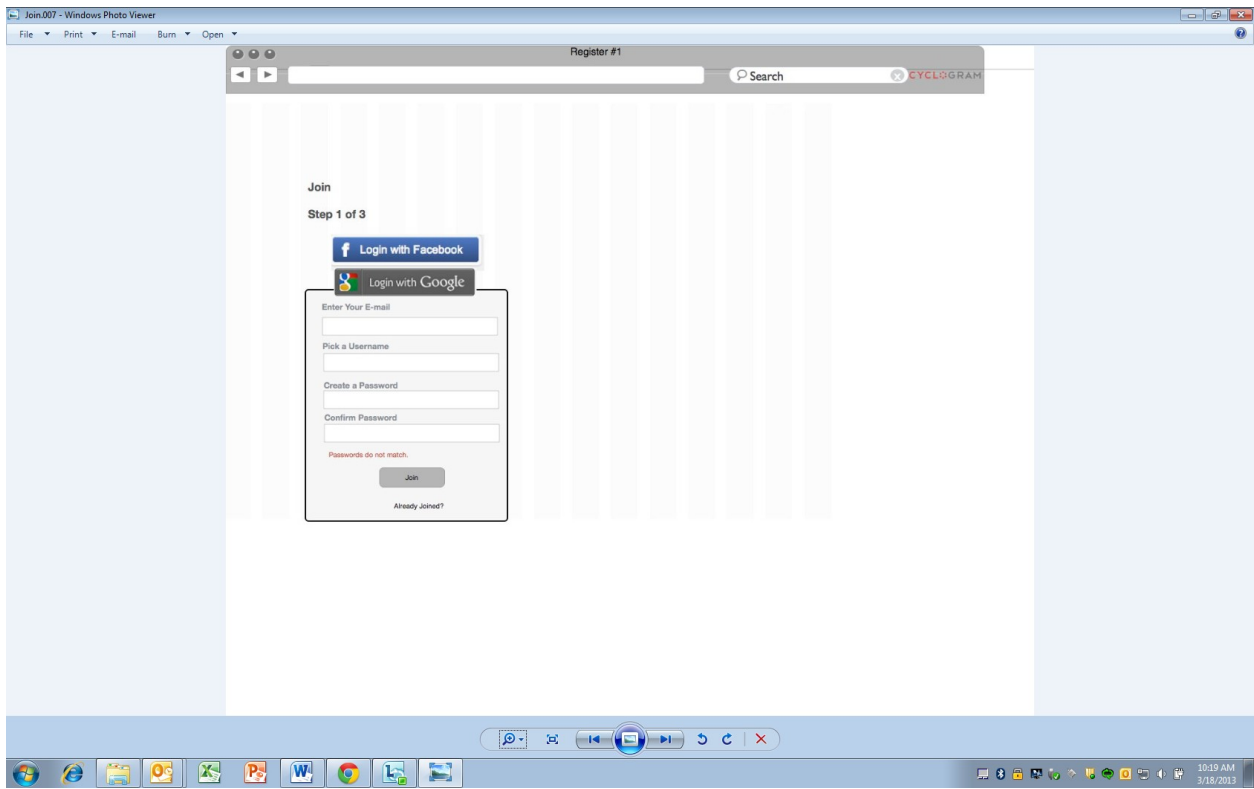 Join.007 - Windows Photo Viewer
File Print E-mail Burn Open
Register #1
Search
CYCLOGRAM
Join
Step 1 of 3
f Login with Facebook
Login with Google
Enter Your E-mail
Pick a Username
Create a Password
Confirm Password
Passwords do not match.
Join
Already Joined?
10:19 AM
3/18/2013